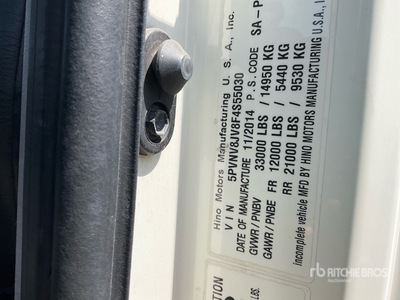 Hino Motors Manufacturing U. S. A., Inc.
VIN 5PVNV8JV8F4S55030
DATE OF MANUFACTURE 11/2014 P.S.CODE SA-P
GVWR / PNBV 33000 LBS / 14950 KG
GAWR / PNBE FR 12000 LBS / 5440 KG
RR 21000 LBS / 9530 KG
incomplete vehicle MFD BY HINO MOTORS MANUFACTURING U.S.A., I
LBS.
rb RITCHIE BROS